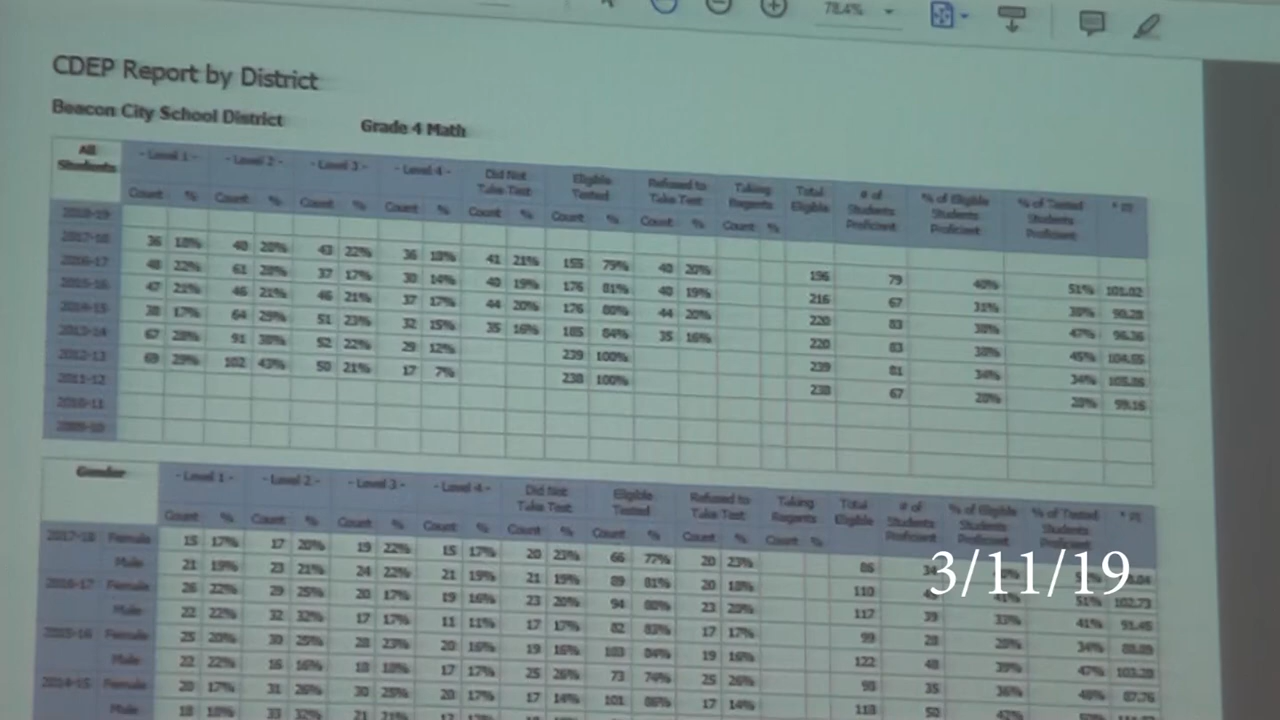 78.4%
CDEP Report by District
Beacon City School District Grade 4 Math
All Students - Level 1 - - Level 2 - - Level 3 - - Level 4 - Did Not Take Test Eligible Tested Refused to Take Test Taking Regents Total Eligible # of Students Proficient % of Eligible Students Proficient % of Tested Students Proficient
Count % Count % Count % Count % Count % Count % Count % Count %
2018-19
2017-18 36 18% 40 20% 43 22% 36 18% 41 21% 155 79% 40 20% 196 79 40% 51% 101.02
2016-17 48 22% 61 28% 37 17% 30 14% 40 19% 176 81% 40 19% 216 67 31% 38% 90.28
2015-16 47 21% 46 21% 46 21% 37 17% 44 20% 176 80% 44 20% 220 83 38% 47% 96.36
2014-15 38 17% 64 29% 51 23% 32 15% 35 16% 185 84% 35 16% 220 83 38% 45% 104.55
2013-14 67 28% 91 38% 52 22% 29 12% 239 100% 239 81 34% 34%
2012-13 69 29% 102 43% 50 21% 17 7% 238 100% 238 67 28% 28% 99.16
2011-12
2010-11
2009-10
Gender - Level 1 - - Level 2 - - Level 3 - - Level 4 - Did Not Take Test Eligible Tested Refused to Take Test Taking Regents Total Eligible # of Students Proficient % of Eligible Students Proficient % of Tested Students
Count % Count % Count % Count % Count % Count % Count % Count %
2017-18 Female 15 17% 17 20% 19 22% 15 17% 20 23% 66 77% 20 23% 86 34
Male 21 19% 23 21% 24 22% 21 19% 21 19% 89 81% 20 18% 110 41% 51% 102.73
2016-17 Female 26 22% 29 25% 20 17% 19 16% 23 20% 94 80% 23 20% 117 39 33% 41% 91.45
Male 22 22% 32 32% 17 17% 11 11% 17 17% 82 83% 17 17% 99 28 28% 34% 88.89
2015-16 Female 25 20% 30 25% 28 23% 20 16% 19 16% 103 84% 19 16% 122 48 39% 47% 103.28
Male 22 22% 16 16% 18 18% 17 17% 25 26% 73 74% 25 26% 98 35 36% 48% 87.76
2014-15 Female 20 17% 31 26% 30 25% 20 17% 17 14% 101 86% 17 14% 118 50 42%
Male 18 18% 33 32% 21 21% 12
3/11/19